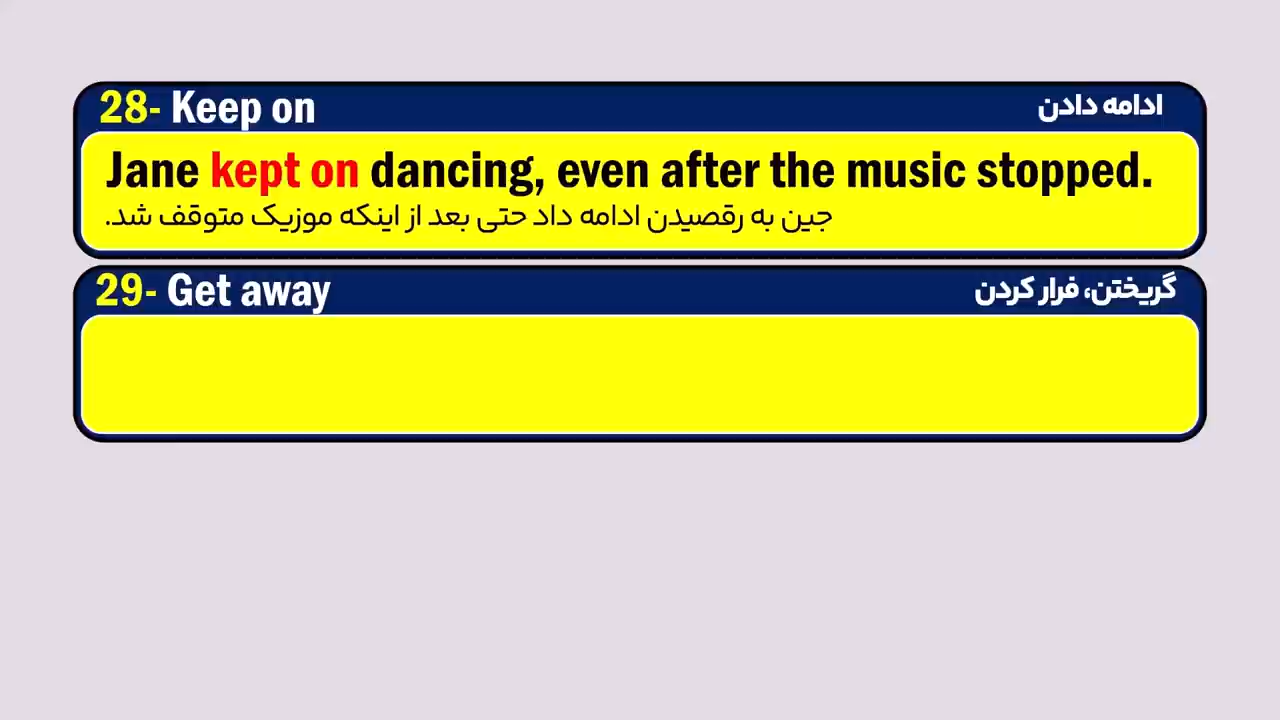 28- Keep on ادامه دادن
Jane kept on dancing, even after the music stopped.
جین به رقصیدن ادامه داد حتی بعد از اینکه موزیک متوقف شد.
29- Get away گریختن، فرار کردن